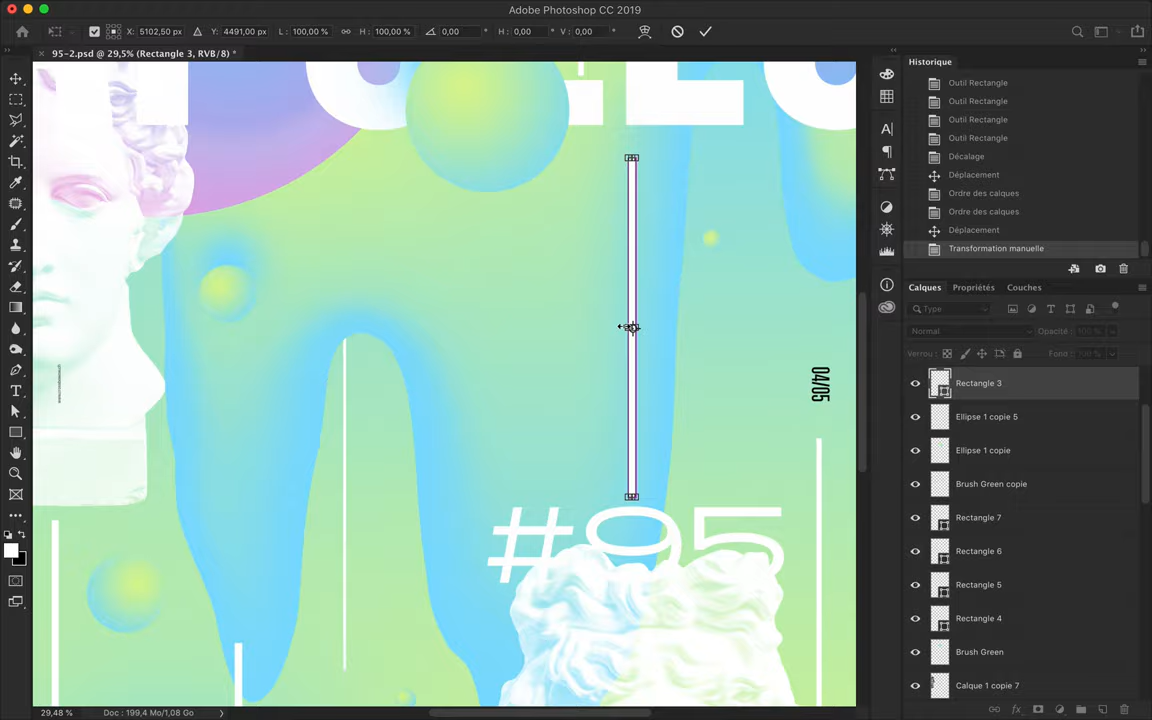 Adobe Photoshop CC 2019
X: 5102,50 px Y: 4491,00 px L: 100,00 % H: 100,00 % 0,00 ° H: 0,00 ° V: 0,00 °
95-2.psd @ 29,5% (Rectangle 3, RVB/8) *
Historique
Outil Rectangle
Outil Rectangle
Outil Rectangle
Outil Rectangle
Décalage
Déplacement
Ordre des calques
Ordre des calques
Déplacement
Transformation manuelle
Calques Propriétés Couches
Type
Normal Opacité : 100 %
Verrou : Fond : 100 %
Rectangle 3
Ellipse 1 copie 5
Ellipse 1 copie
Brush Green copie
Rectangle 7
Rectangle 6
Rectangle 5
Rectangle 4
Brush Green
Calque 1 copie 7
04/05
#95
29,48 % Doc : 199,4 Mo/1,08 Go